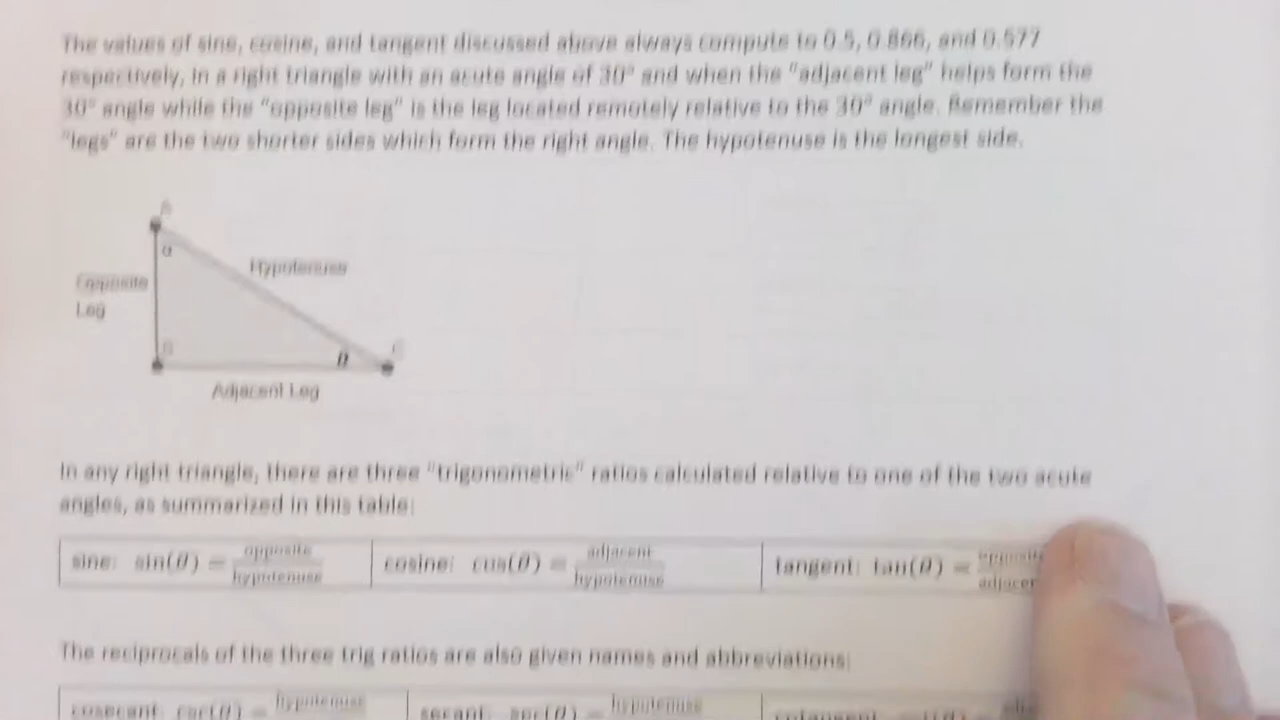 The values of sine, cosine, and tangent discussed above always compute to 0.5, 0.866, and 0.577
respectively, in a right triangle with an acute angle of 30° and when the "adjacent leg" helps form the
30° angle while the "opposite leg" is the leg located remotely relative to the 30° angle. Remember the
"legs" are the two shorter sides which form the right angle. The hypotenuse is the longest side.
α
Hypotenuse
Opposite
Leg
θ
Adjacent Leg
In any right triangle, there are three "trigonometric" ratios calculated relative to one of the two acute
angles, as summarized in this table:
sine: sin(θ) = opposite/hypotenuse cosine: cos(θ) = adjacent/hypotenuse tangent: tan(θ) =
The reciprocals of the three trig ratios are also given names and abbreviations:
cosecant: csc(θ) = hypotenuse secant: sec(θ) = hypotenuse